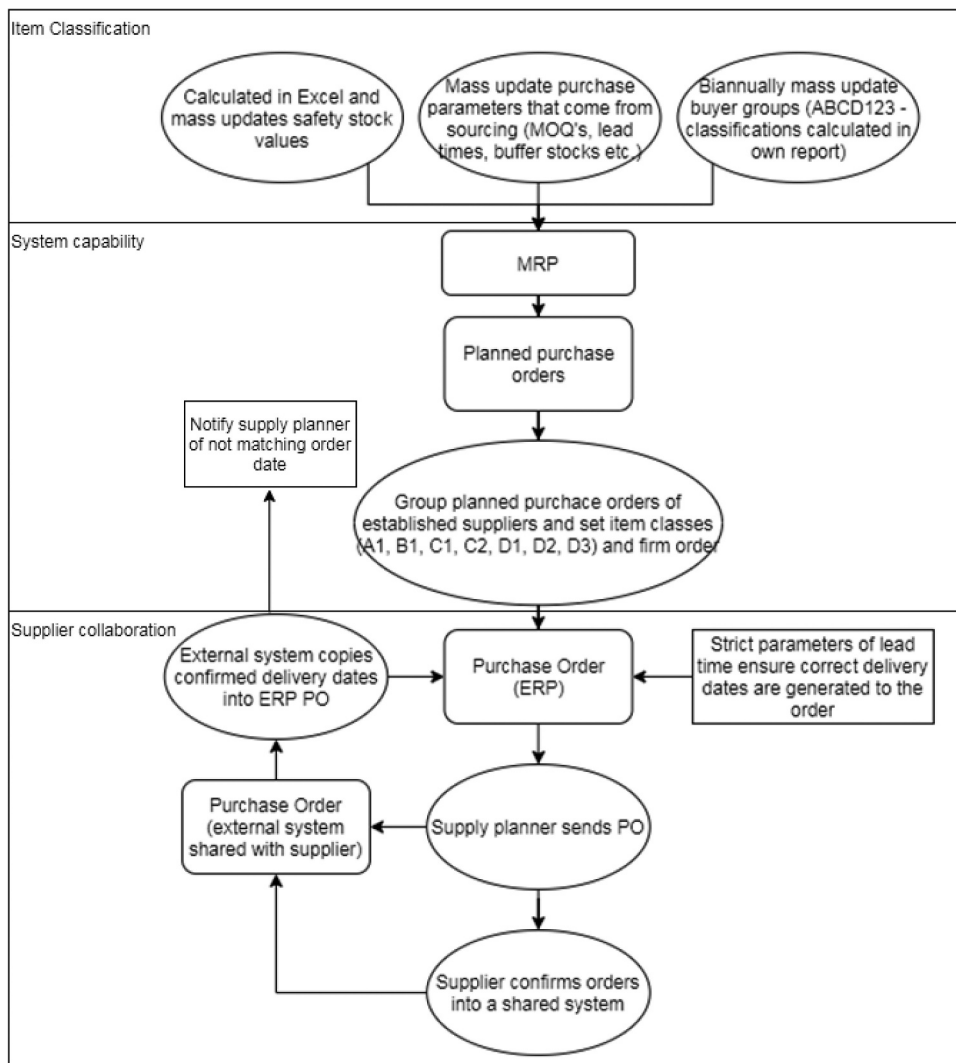 Item Classification
Calculated in Excel and
mass updates safety stock
values
Mass update purchase
parameters that come from
sourcing (MOQ's, lead
times, buffer stocks etc.)
Biannually mass update
buyer groups (ABCD123 -
classifications calculated in
own report)
System capability
MRP
Planned purchase
orders
Notify supply planner
of not matching order
date
Group planned purchace orders of
established suppliers and set item classes
(A1, B1, C1, C2, D1, D2, D3) and firm order
Supplier collaboration
External system copies
confirmed delivery dates
into ERP PO
Purchase Order
(ERP)
Strict parameters of lead
time ensure correct delivery
dates are generated to the
order
Purchase Order
(external system
shared with supplier)
Supply planner sends PO
Supplier confirms orders
into a shared system